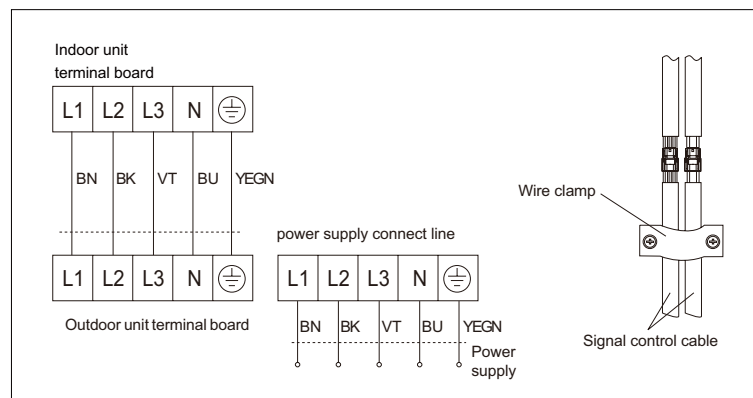 Indoor unit
terminal board
L1 L2 L3 N
BN BK VT BU YEGN
L1 L2 L3 N
Outdoor unit terminal board
power supply connect line
L1 L2 L3 N
BN BK VT BU YEGN
Power
supply
Wire clamp
Signal control cable